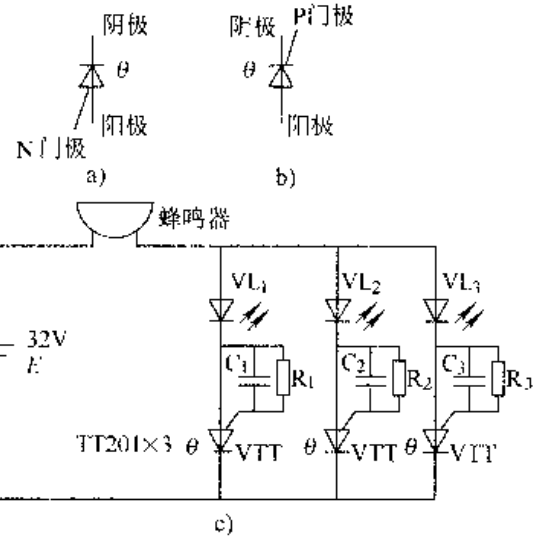 阴极
θ
阳极
N门极
a)
阴极
P门极
θ
阳极
b)
蜂鸣器
VL₁
VL₂
VL₃
32V
E
C₁
R₁
C₂
R₂
C₃
R₃
TT201×3
θ
VTT
θ
VTT
θ
VTT
c)